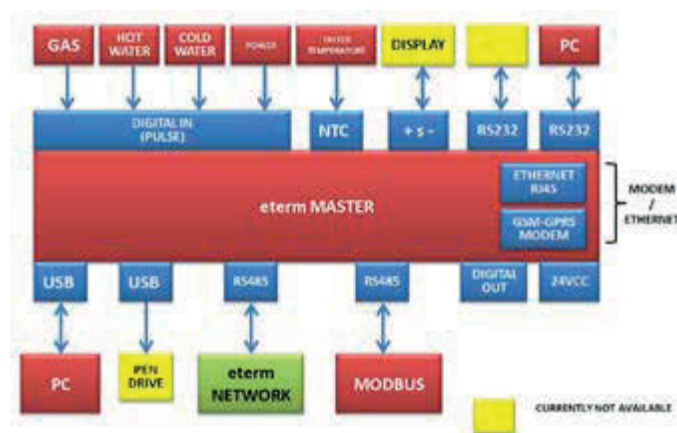 GAS
HOT
WATER
COLD
WATER
POWER
TEMPERATURE
DISPLAY
PC
DIGITAL IN
(PULSE)
NTC
+ s -
RS232
RS232
eterm MASTER
ETHERNET
RJ45
GSM-GPRS
MODEM
MODEM
/
ETHERNET
USB
USB
RS485
RS485
DIGITAL
OUT
24VCC
PC
PEN
DRIVE
eterm
NETWORK
MODBUS
CURRENTLY NOT AVAILABLE